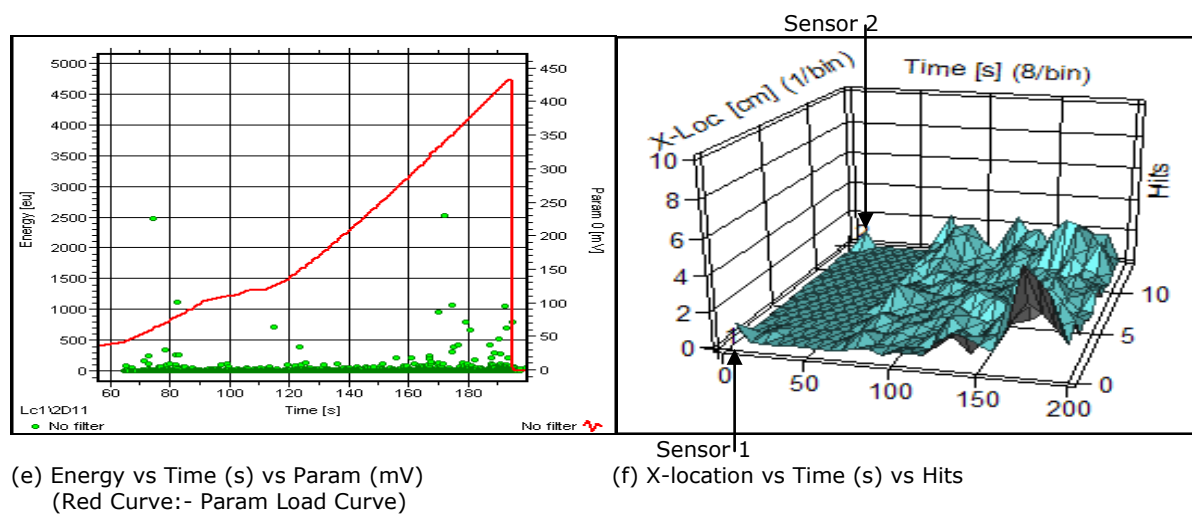 Sensor 2
5000
4500
4000
3500
3000
2500
2000
1500
1000
500
0
Energy [eu]
450
400
350
300
250
200
150
100
50
0
Param 0 [mV]
60 80 100 120 140 160 180
Time [s]
Lc1\2D11
No filter
No filter
X-Loc. [cm] (1/bin)
Time [s] (8/bin)
Hits
10
8
6
4
2
0
0 50 100 150 200
10
5
0
Sensor 1
(e) Energy vs Time (s) vs Param (mV)
(Red Curve:- Param Load Curve)
(f) X-location vs Time (s) vs Hits